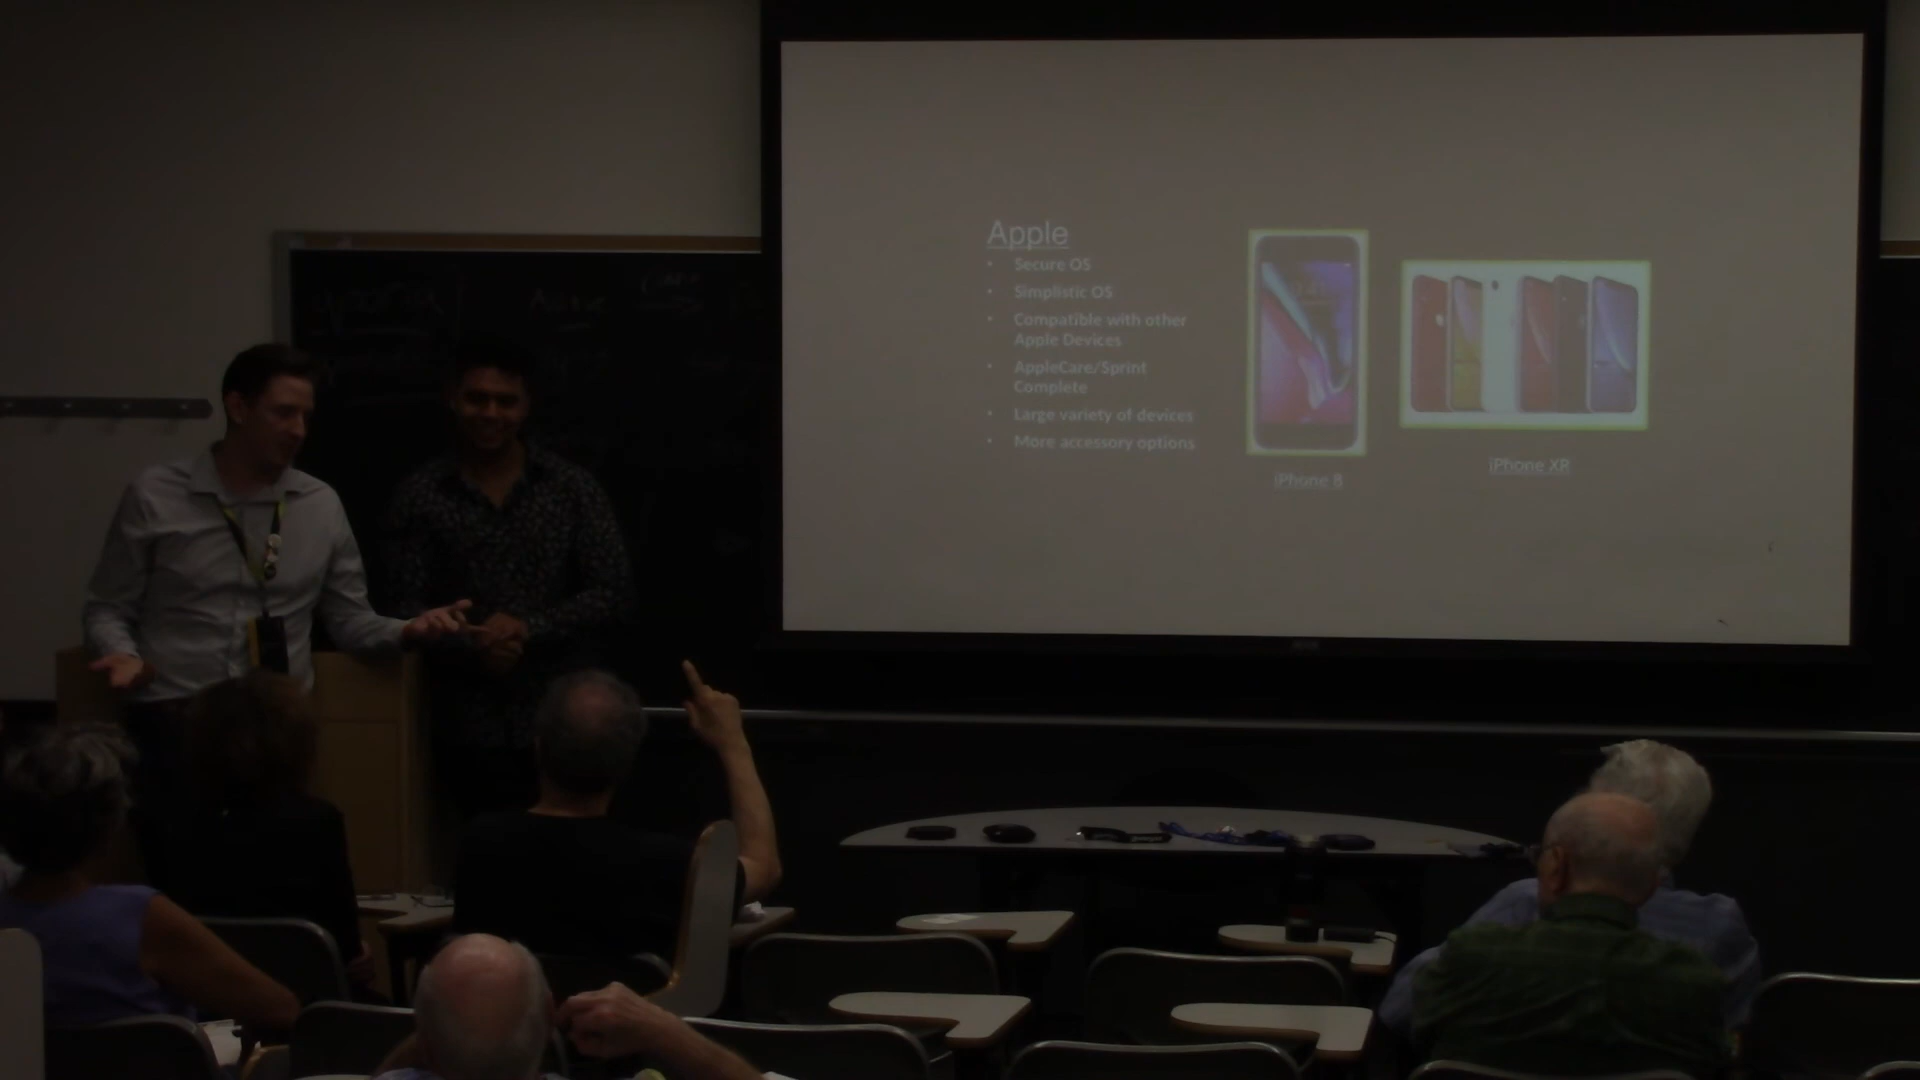 Apple
• Secure OS
• Simplistic OS
• Compatible with other
Apple Devices
• AppleCare/Sprint
Complete
• Large variety of devices
• More accessory options
iPhone 8
iPhone XR